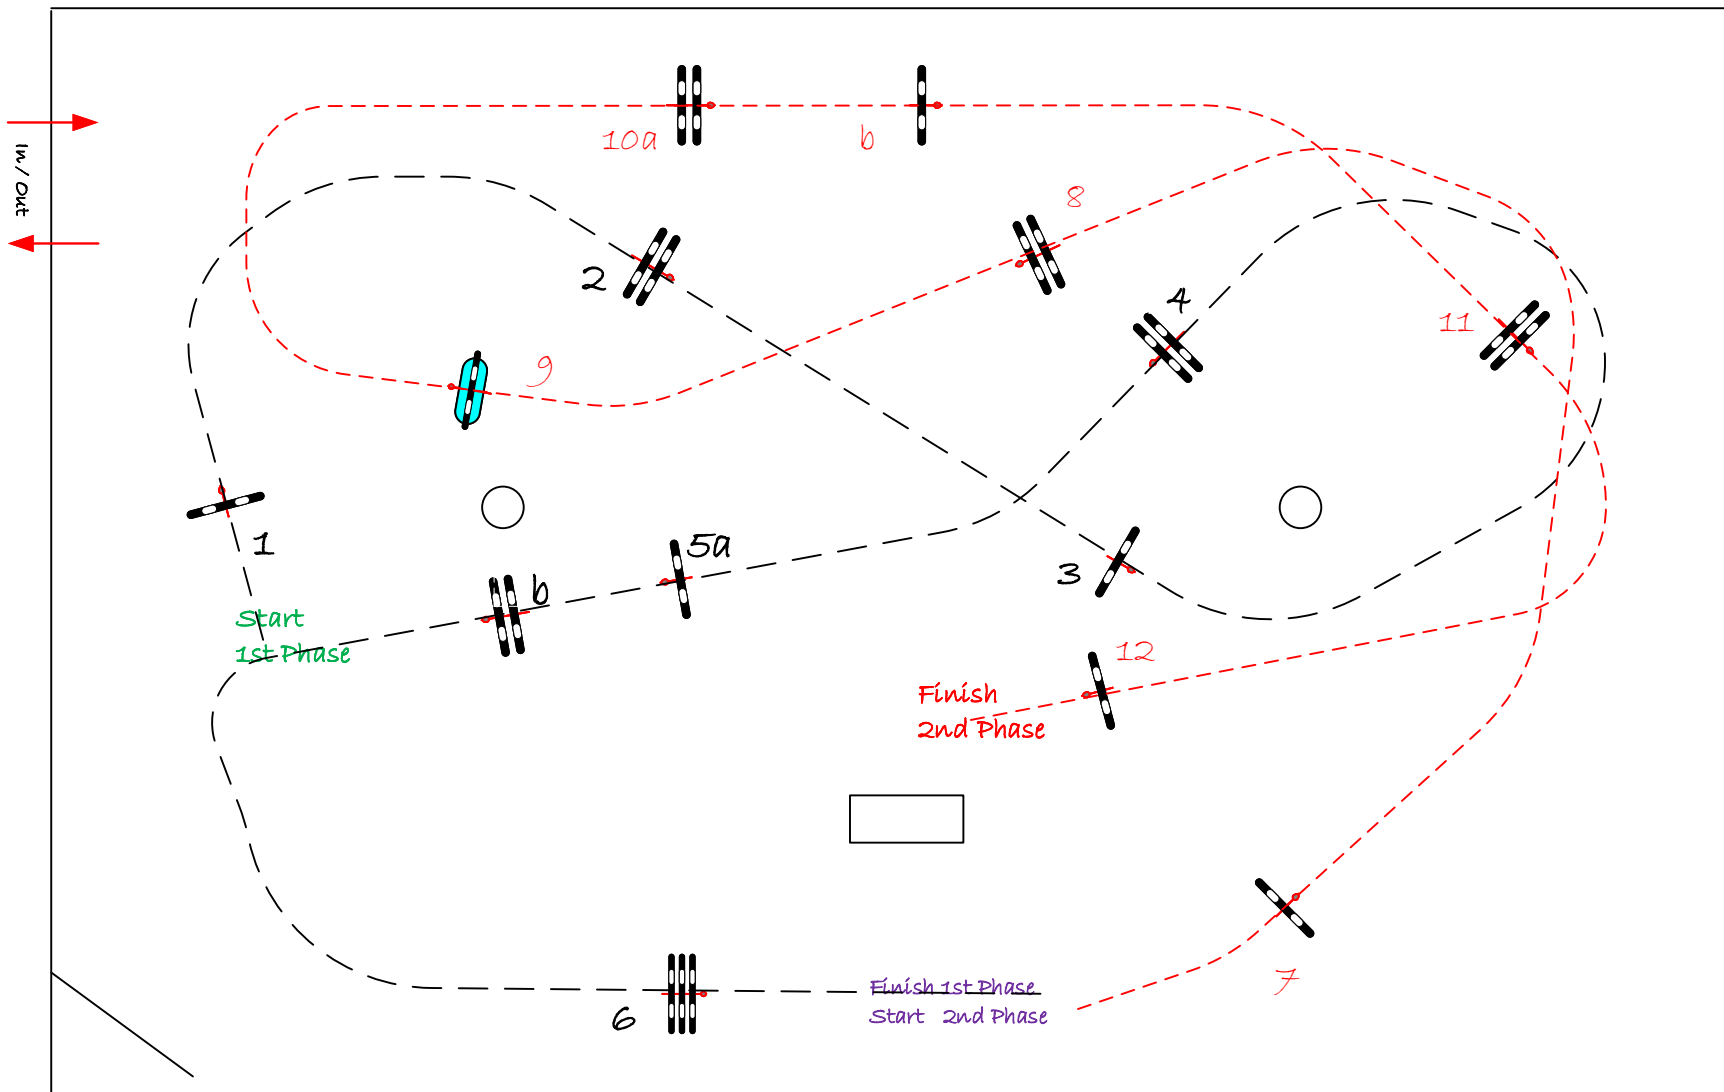 10a
b
8
In / Out
2
4
11
9
1
5a
b
3
Start
1st Phase
12
Finish
2nd Phase
7
Finish 1st Phase
Start 2nd Phase
6